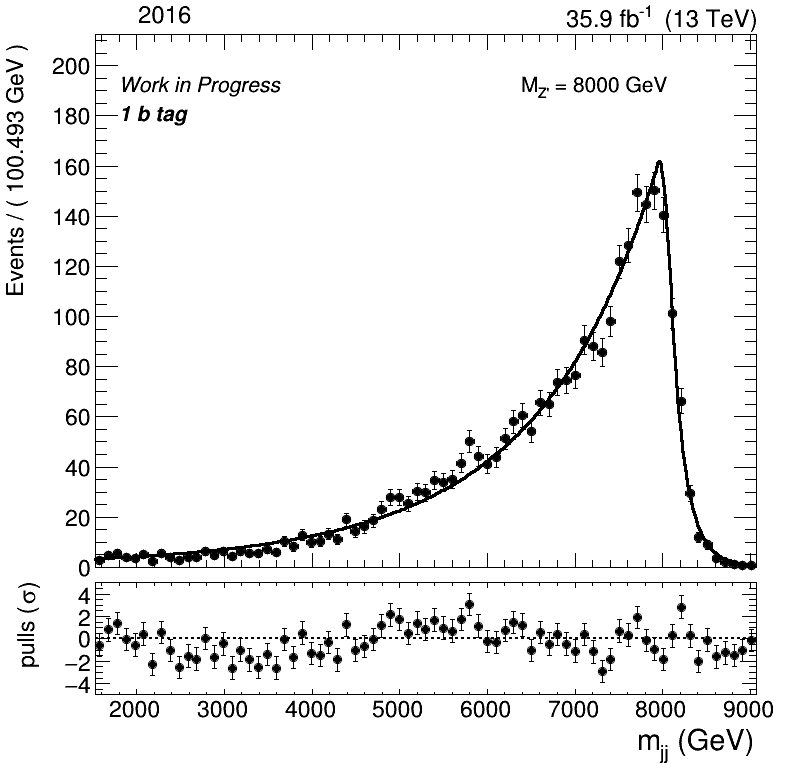 2016 35.9 fb⁻¹ (13 TeV)
Events / ( 100.493 GeV )
200
180
160
140
120
100
80
60
40
20
0
Work in Progress
1 b tag
M_Z' = 8000 GeV
pulls (σ)
4
2
0
−2
−4
2000 3000 4000 5000 6000 7000 8000 9000
m_jj (GeV)